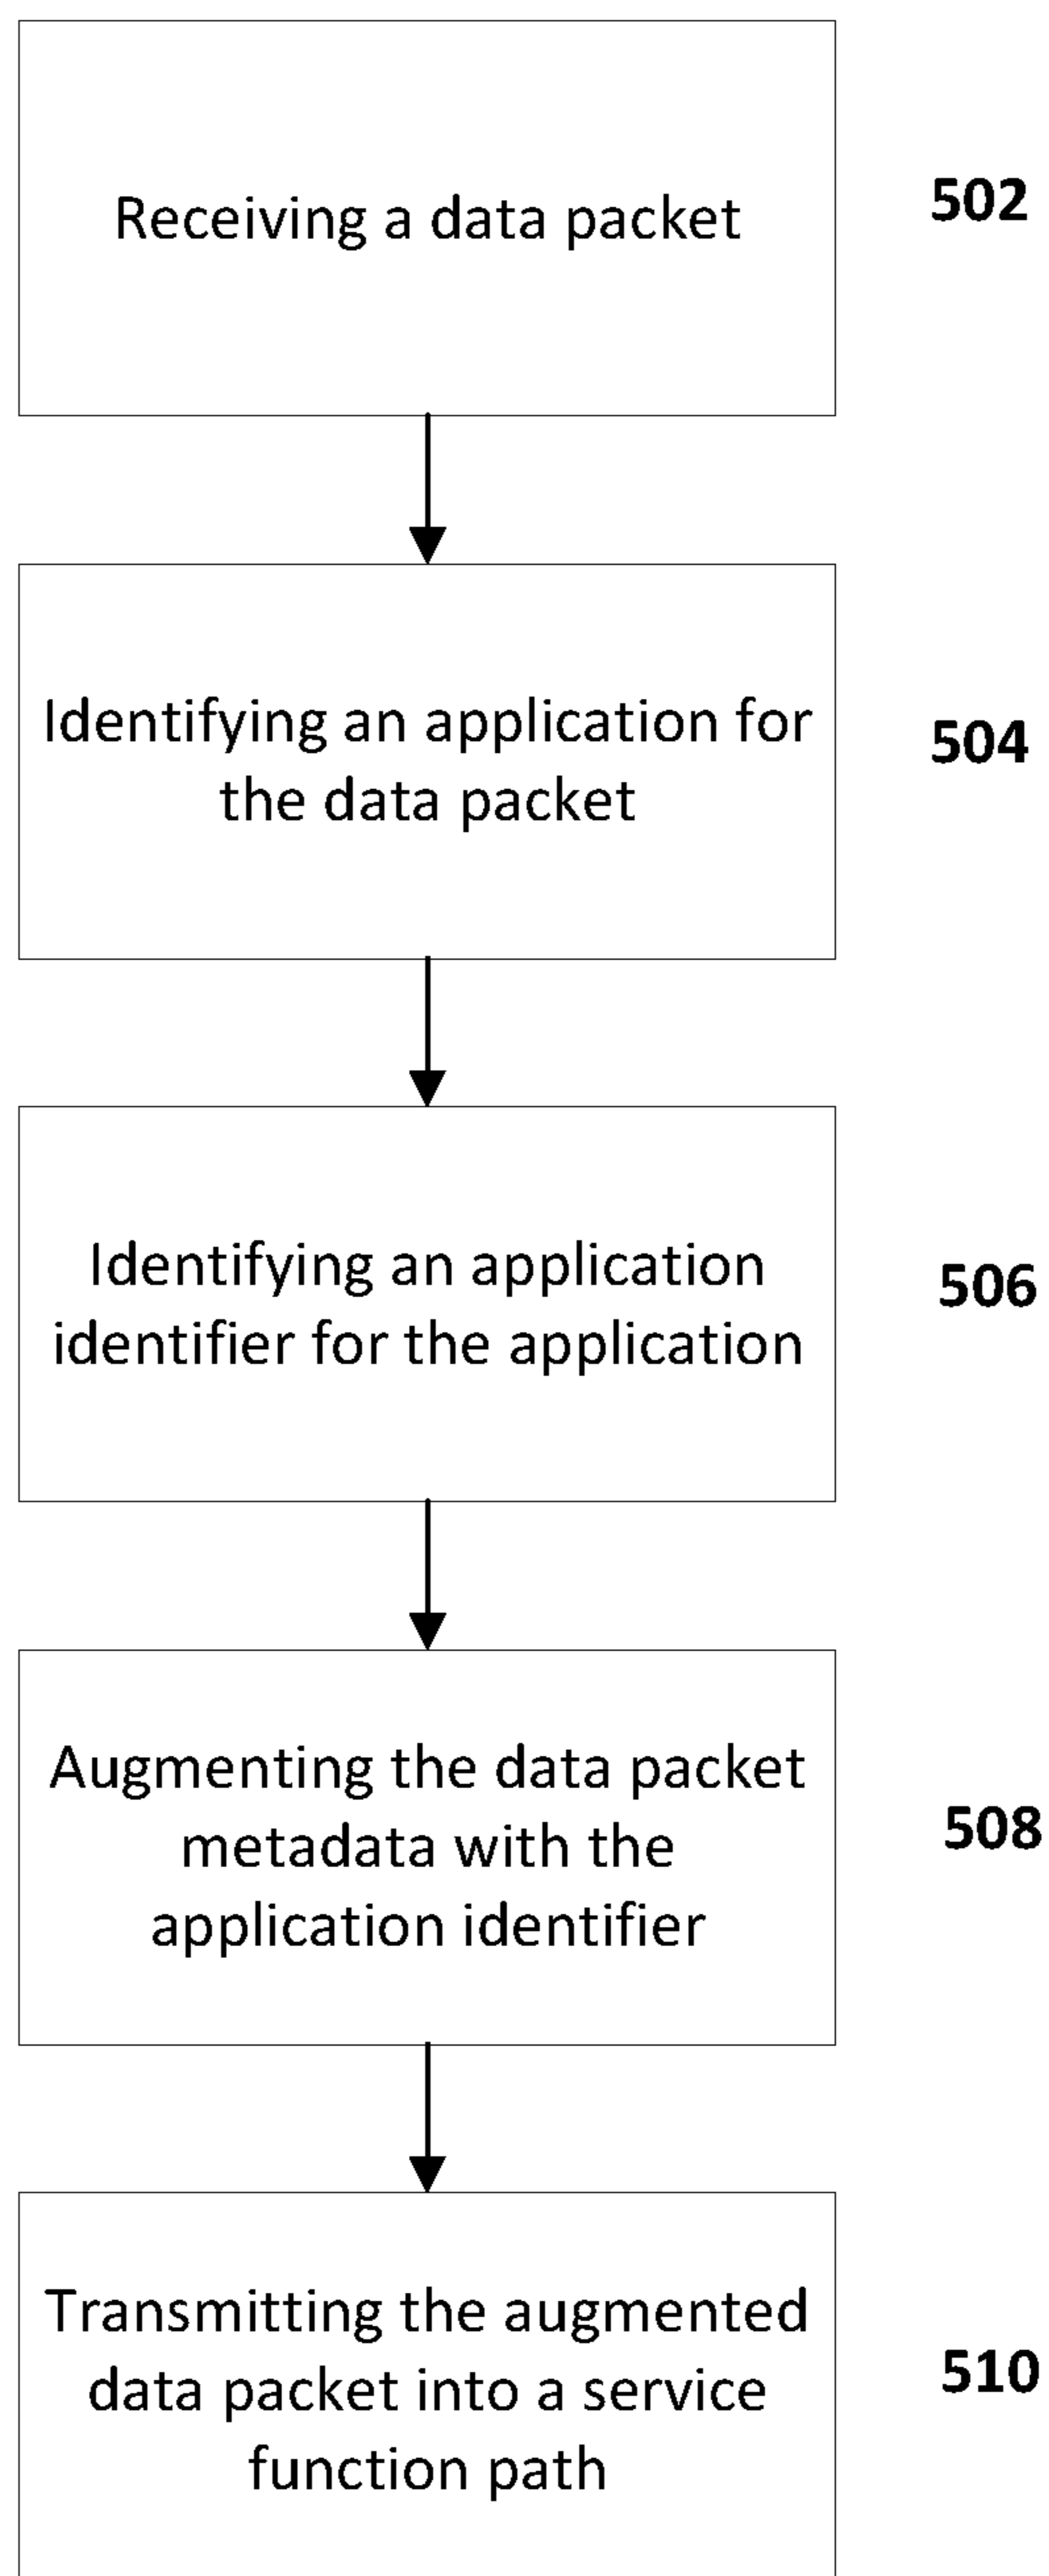 Receiving a data packet
502
Identifying an application for
the data packet
504
Identifying an application
identifier for the application
506
Augmenting the data packet
metadata with the
application identifier
508
Transmitting the augmented
data packet into a service
function path
510